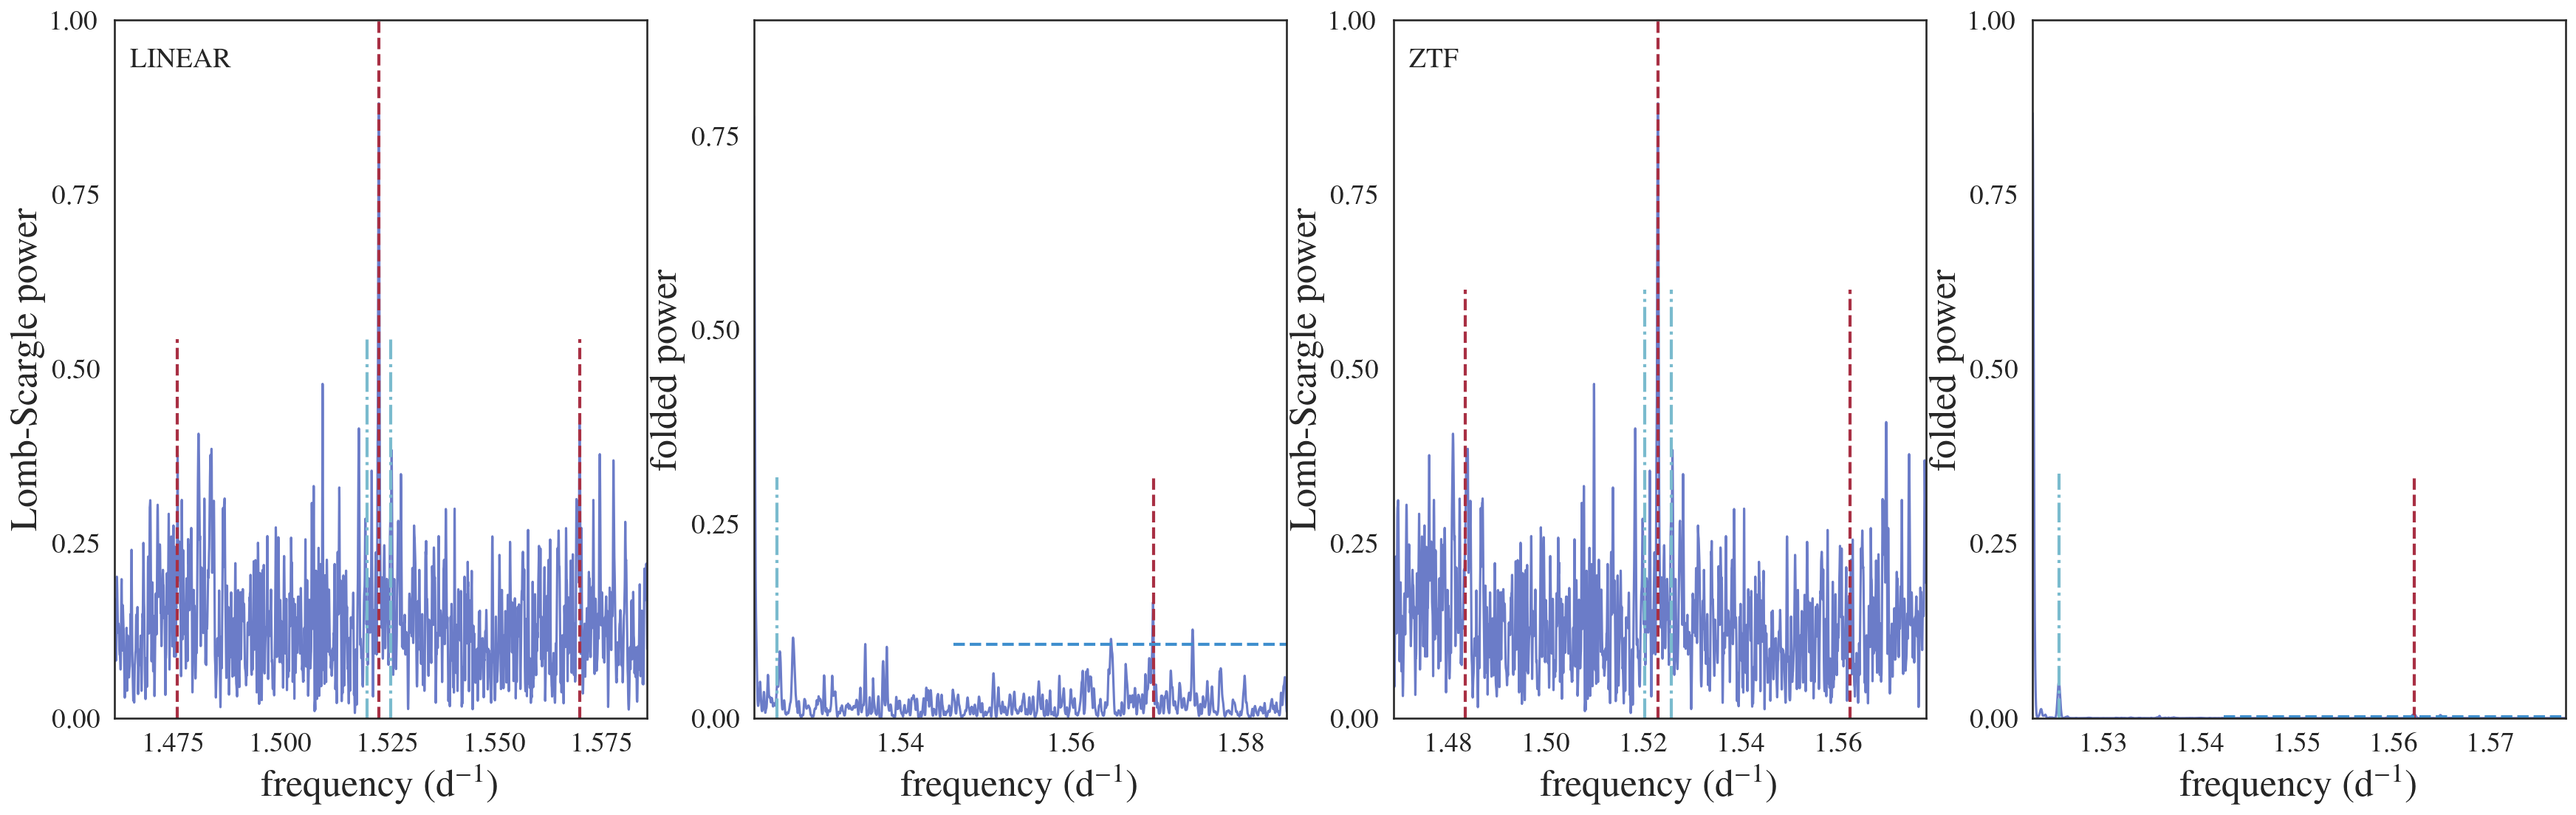 LINEAR
Lomb-Scargle power
1.00
0.75
0.50
0.25
0.00
1.475 1.500 1.525 1.550 1.575
frequency (d⁻¹)
folded power
0.75
0.50
0.25
0.00
1.54 1.56 1.58
frequency (d⁻¹)
ZTF
Lomb-Scargle power
1.00
0.75
0.50
0.25
0.00
1.48 1.50 1.52 1.54 1.56
frequency (d⁻¹)
folded power
1.00
0.75
0.50
0.25
0.00
1.53 1.54 1.55 1.56 1.57
frequency (d⁻¹)